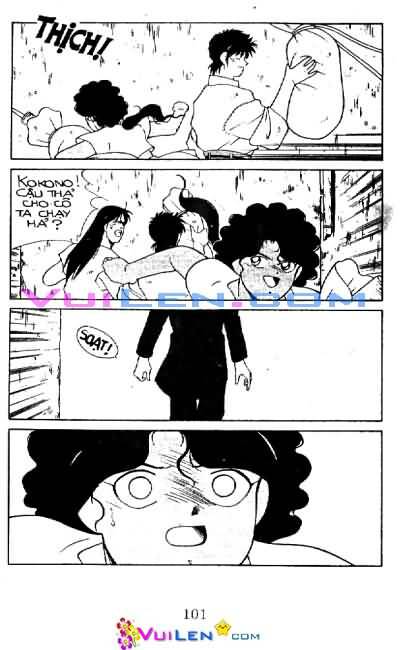 THỊCH!
KOKONO!
CẬU THẢ
CHO CÔ
TA CHẠY
HẢ?
VUILEN.COM
SOẠT!
101
VUILEN.COM